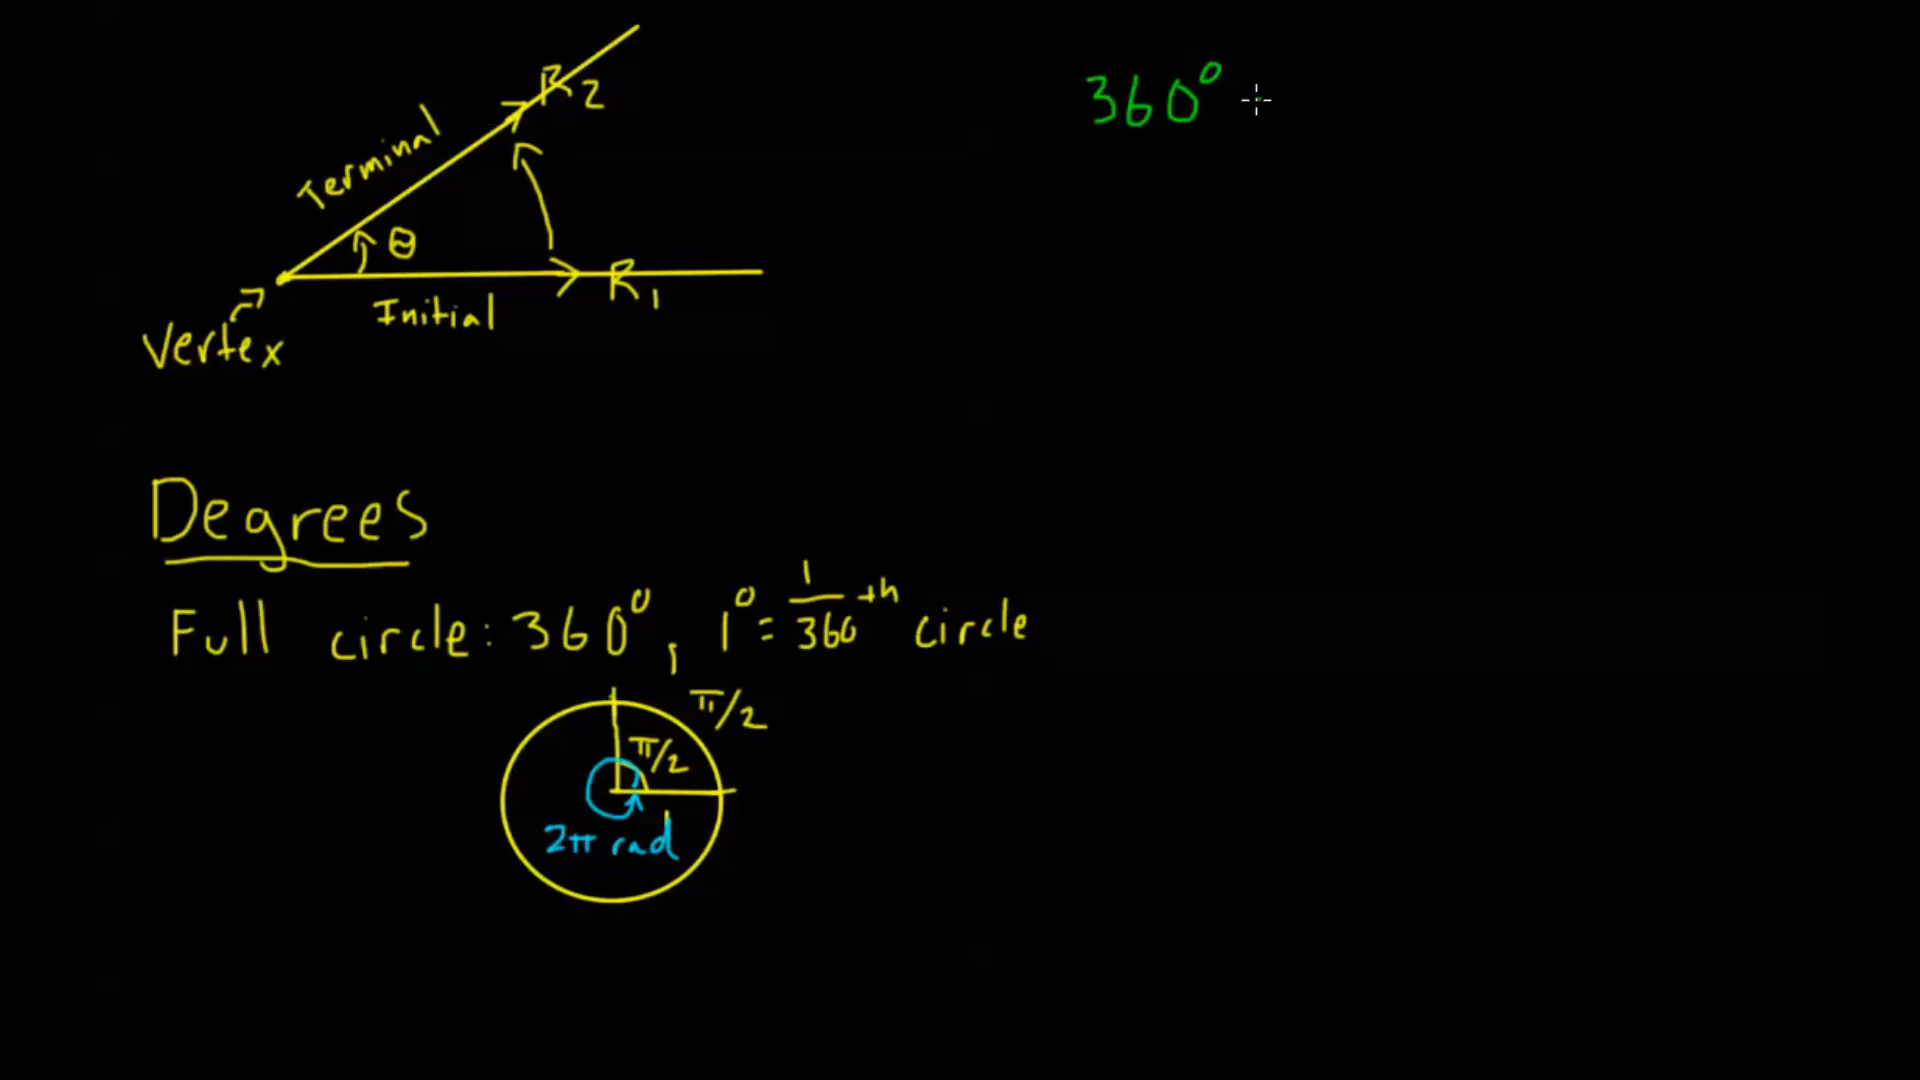 R2
360°
Terminal
θ
R1
Initial
Vertex
Degrees
Full circle: 360°, 1° = 1/360 th circle
π/2
π/2
2π rad